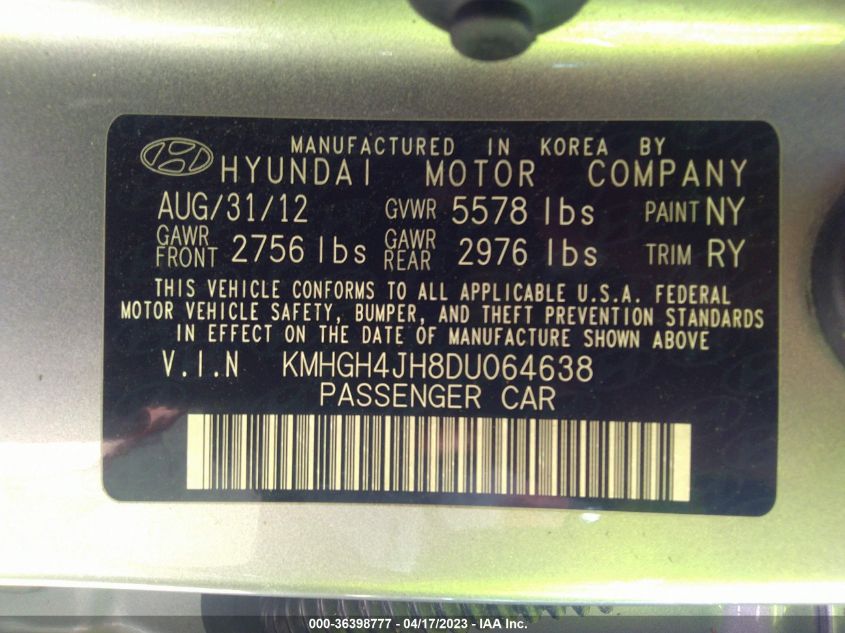 MANUFACTURED IN KOREA BY
HYUNDAI MOTOR COMPANY
AUG/31/12 GVWR 5578 lbs PAINT NY
GAWR FRONT 2756 lbs GAWR REAR 2976 lbs TRIM RY
THIS VEHICLE CONFORMS TO ALL APPLICABLE U.S.A. FEDERAL
MOTOR VEHICLE SAFETY, BUMPER, AND THEFT PREVENTION STANDARDS
IN EFFECT ON THE DATE OF MANUFACTURE SHOWN ABOVE
V.I.N KMHGH4JH8DU064638
PASSENGER CAR
000-36398777 - 04/17/2023 - IAA Inc.